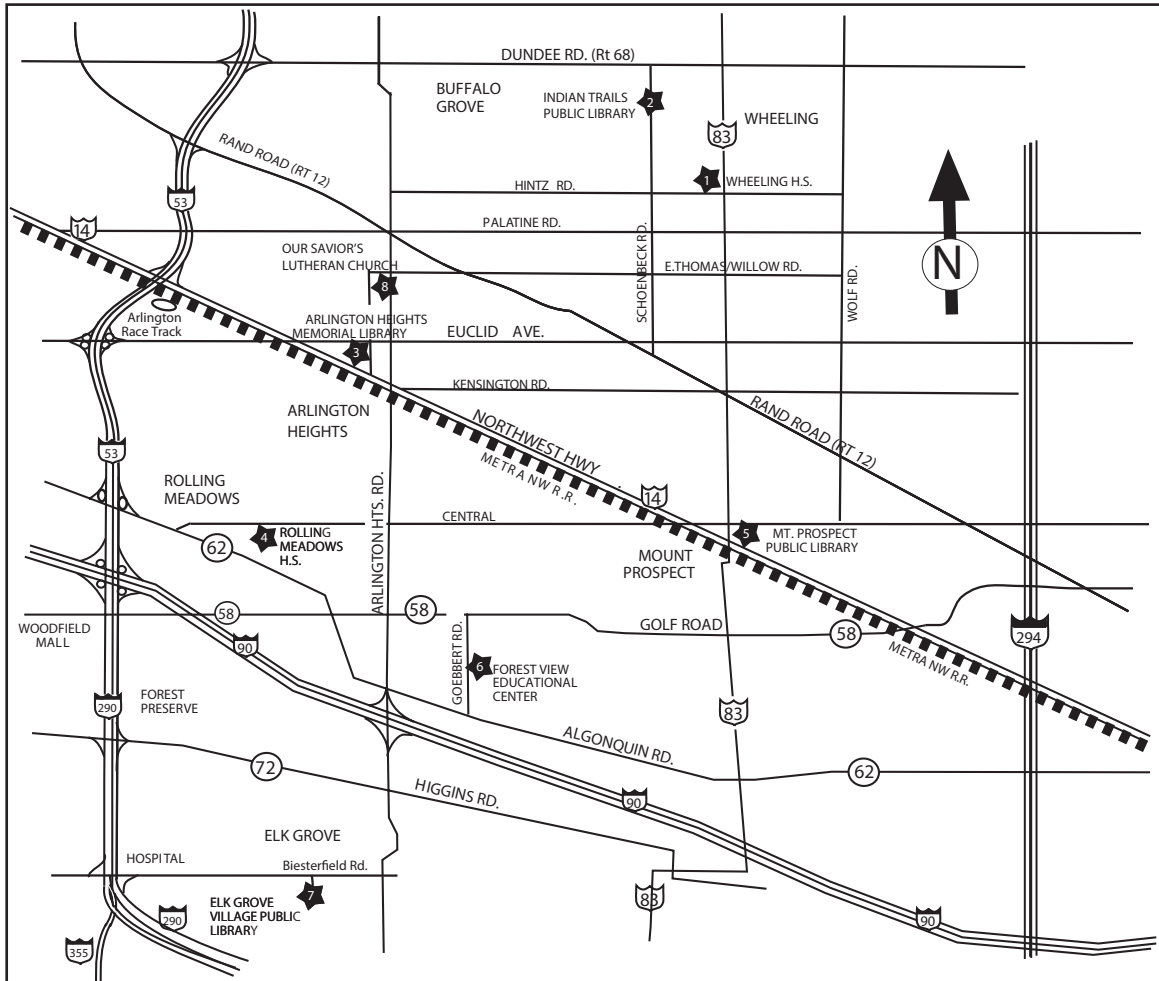 DUNDEE RD. (Rt 68)
BUFFALO
GROVE
INDIAN TRAILS
PUBLIC LIBRARY
2
WHEELING
83
RAND ROAD (RT 12)
1
WHEELING H.S.
HINTZ RD.
53
14
PALATINE RD.
SCHOENBECK RD.
WOLF RD.
N
OUR SAVIOR'S
LUTHERAN CHURCH
8
E.THOMAS/WILLOW RD.
Arlington
Race Track
ARLINGTON HEIGHTS
MEMORIAL LIBRARY
3
EUCLID AVE.
KENSINGTON RD.
ARLINGTON
HEIGHTS
NORTHWEST HWY
METRA NW R.R.
RAND ROAD (RT 12)
53
ROLLING
MEADOWS
14
CENTRAL
4
ROLLING
MEADOWS
H.S.
62
ARLINGTON HTS. RD.
5
MT. PROSPECT
PUBLIC LIBRARY
MOUNT
PROSPECT
58
58
WOODFIELD
MALL
GOLF ROAD
58
294
90
GOEBBERT RD.
METRA NW R.R.
6
FOREST VIEW
EDUCATIONAL
CENTER
FOREST
PRESERVE
290
83
ALGONQUIN RD.
72
62
HIGGINS RD.
90
ELK GROVE
HOSPITAL
Biesterfield Rd.
7
ELK GROVE
VILLAGE PUBLIC
LIBRARY
83
290
90
355